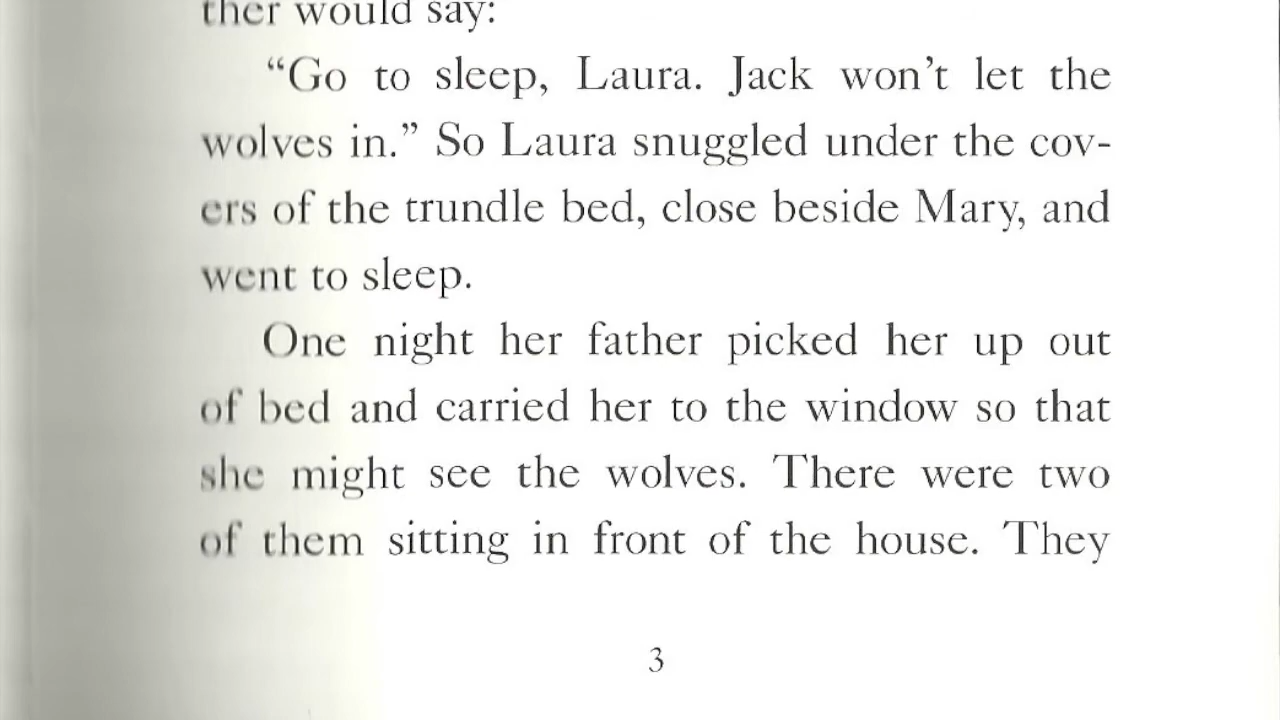 ther would say:
“Go to sleep, Laura. Jack won’t let the
wolves in.” So Laura snuggled under the cov-
ers of the trundle bed, close beside Mary, and
went to sleep.
One night her father picked her up out
of bed and carried her to the window so that
she might see the wolves. There were two
of them sitting in front of the house. They
3